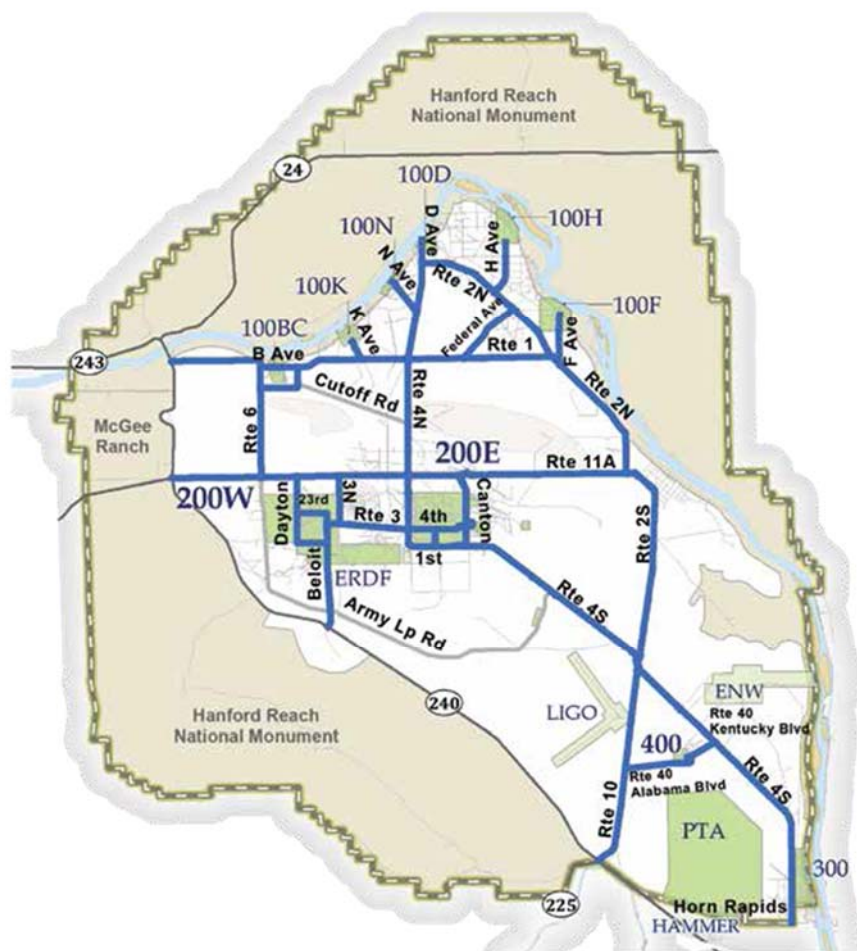 Hanford Reach
National Monument
24
100D
100N
D Ave
100H
N Ave
H Ave
Rte 2N
100K
100F
K Ave
Federal Ave
F Ave
100BC
B Ave
Rte 1
243
Cutoff Rd
Rte 4N
Rte 2N
Rte 6
McGee
Ranch
200E
Rte 11A
200W
Dayton
23rd
3N
Rte 3
4th
Canton
Rte 2S
1st
Beloit
ERDF
Rte 4S
Army Lp Rd
240
Hanford Reach
National Monument
LIGO
ENW
Rte 40
Kentucky Blvd
400
Rte 40
Alabama Blvd
Rte 4S
Rte 10
PTA
300
Horn Rapids
225
HAMMER